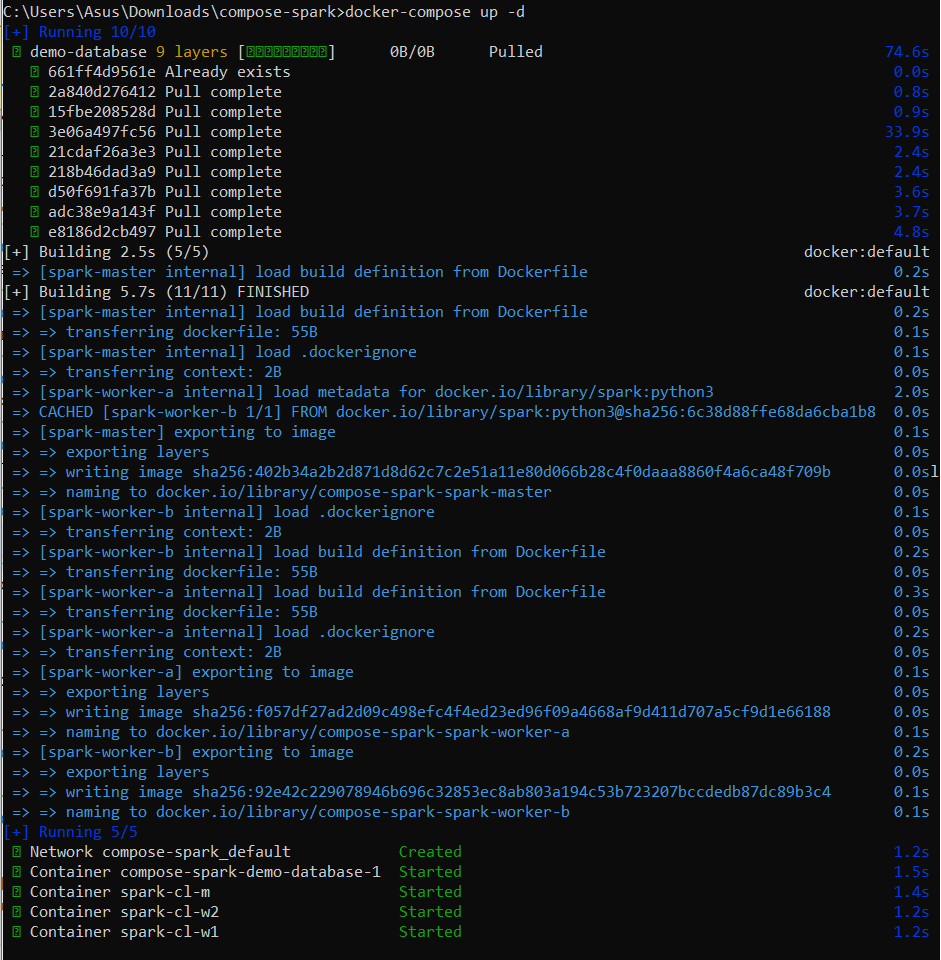 C:\Users\Asus\Downloads\compose-spark>docker-compose up -d
[+] Running 10/10
demo-database 9 layers [] 0B/0B Pulled 74.6s
661ff4d9561e Already exists 0.0s
2a840d276412 Pull complete 0.8s
15fbe208528d Pull complete 0.9s
3e06a497fc56 Pull complete 33.9s
21cdaf26a3e3 Pull complete 2.4s
218b46dad3a9 Pull complete 2.4s
d50f691fa37b Pull complete 3.6s
adc38e9a143f Pull complete 3.7s
e8186d2cb497 Pull complete 4.8s
[+] Building 2.5s (5/5) docker:default
=> [spark-master internal] load build definition from Dockerfile 0.2s
[+] Building 5.7s (11/11) FINISHED docker:default
=> [spark-master internal] load build definition from Dockerfile 0.2s
=> => transferring dockerfile: 55B 0.1s
=> [spark-master internal] load .dockerignore 0.1s
=> => transferring context: 2B 0.0s
=> [spark-worker-a internal] load metadata for docker.io/library/spark:python3 2.0s
=> CACHED [spark-worker-b 1/1] FROM docker.io/library/spark:python3@sha256:6c38d88ffe68da6cba1b8 0.0s
=> [spark-master] exporting to image 0.1s
=> => exporting layers 0.0s
=> => writing image sha256:402b34a2b2d871d8d62c7c2e51a11e80d066b28c4f0daaa8860f4a6ca48f709b 0.0sl
=> => naming to docker.io/library/compose-spark-spark-master 0.0s
=> [spark-worker-b internal] load .dockerignore 0.1s
=> => transferring context: 2B 0.0s
=> [spark-worker-b internal] load build definition from Dockerfile 0.2s
=> => transferring dockerfile: 55B 0.0s
=> [spark-worker-a internal] load build definition from Dockerfile 0.3s
=> => transferring dockerfile: 55B 0.0s
=> [spark-worker-a internal] load .dockerignore 0.2s
=> => transferring context: 2B 0.0s
=> [spark-worker-a] exporting to image 0.1s
=> => exporting layers 0.0s
=> => writing image sha256:f057df27ad2d09c498efc4f4ed23ed96f09a4668af9d411d707a5cf9d1e66188 0.0s
=> => naming to docker.io/library/compose-spark-spark-worker-a 0.1s
=> [spark-worker-b] exporting to image 0.2s
=> => exporting layers 0.0s
=> => writing image sha256:92e42c229078946b696c32853ec8ab803a194c53b723207bccdedb87dc89b3c4 0.1s
=> => naming to docker.io/library/compose-spark-spark-worker-b 0.1s
[+] Running 5/5
Network compose-spark_default Created 1.2s
Container compose-spark-demo-database-1 Started 1.5s
Container spark-cl-m Started 1.4s
Container spark-cl-w2 Started 1.2s
Container spark-cl-w1 Started 1.2s